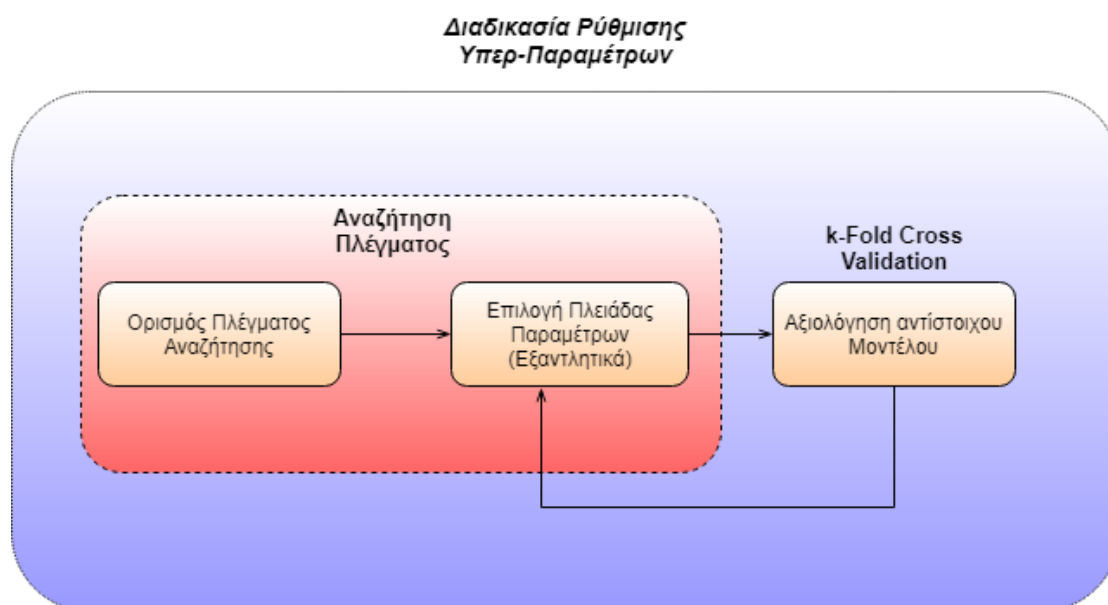 Διαδικασία Ρύθμισης
Υπερ-Παραμέτρων
Αναζήτηση
Πλέγματος
k-Fold Cross
Validation
Ορισμός Πλέγματος
Αναζήτησης
Επιλογή Πλειάδας
Παραμέτρων
(Εξαντλητικά)
Αξιολόγηση αντίστοιχου
Μοντέλου